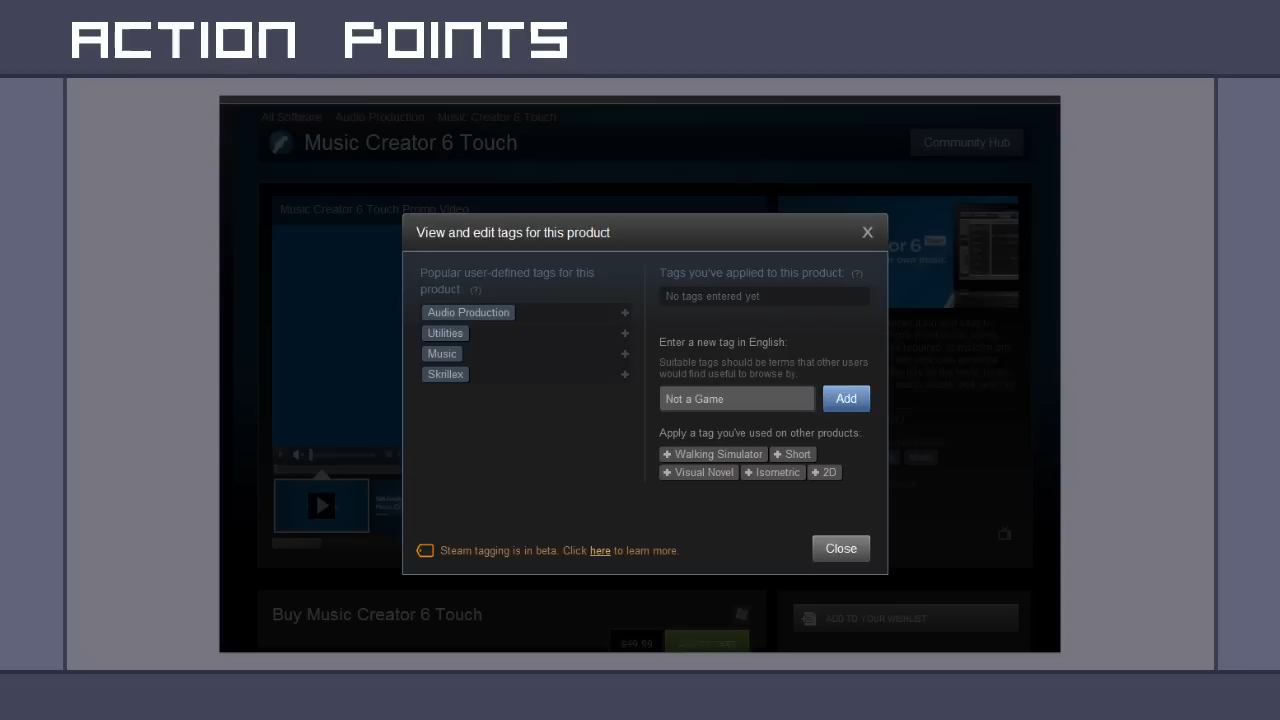 ACTION POINTS
All Software Audio Production Music Creator 6 Touch
Music Creator 6 Touch
Community Hub
Music Creator 6 Touch Promo Video
View and edit tags for this product
X
Popular user-defined tags for this
product: (?)
Audio Production +
Utilities +
Music +
Skrillex +
Tags you've applied to this product: (?)
No tags entered yet
Enter a new tag in English:
Suitable tags should be terms that other users
would find useful to browse by.
Not a Game
Add
Apply a tag you've used on other products:
+ Walking Simulator + Short
+ Visual Novel + Isometric + 2D
Steam tagging is in beta. Click here to learn more.
Close
Buy Music Creator 6 Touch
ADD TO YOUR WISHLIST